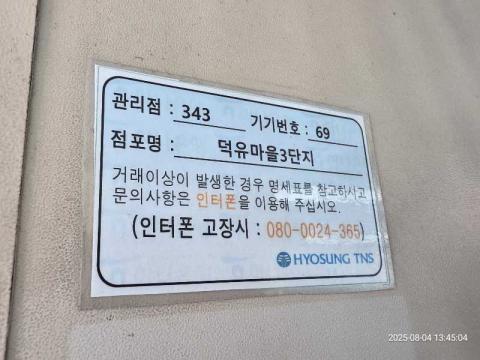 관리점 : 343 기기번호 : 69
점포명 : 덕유마을3단지
거래이상이 발생한 경우 명세표를 참고하시고
문의사항은 인터폰을 이용해 주십시오.
(인터폰 고장시 : 080-0024-365)
HYOSUNG TNS
2025-08-04 13:45:04